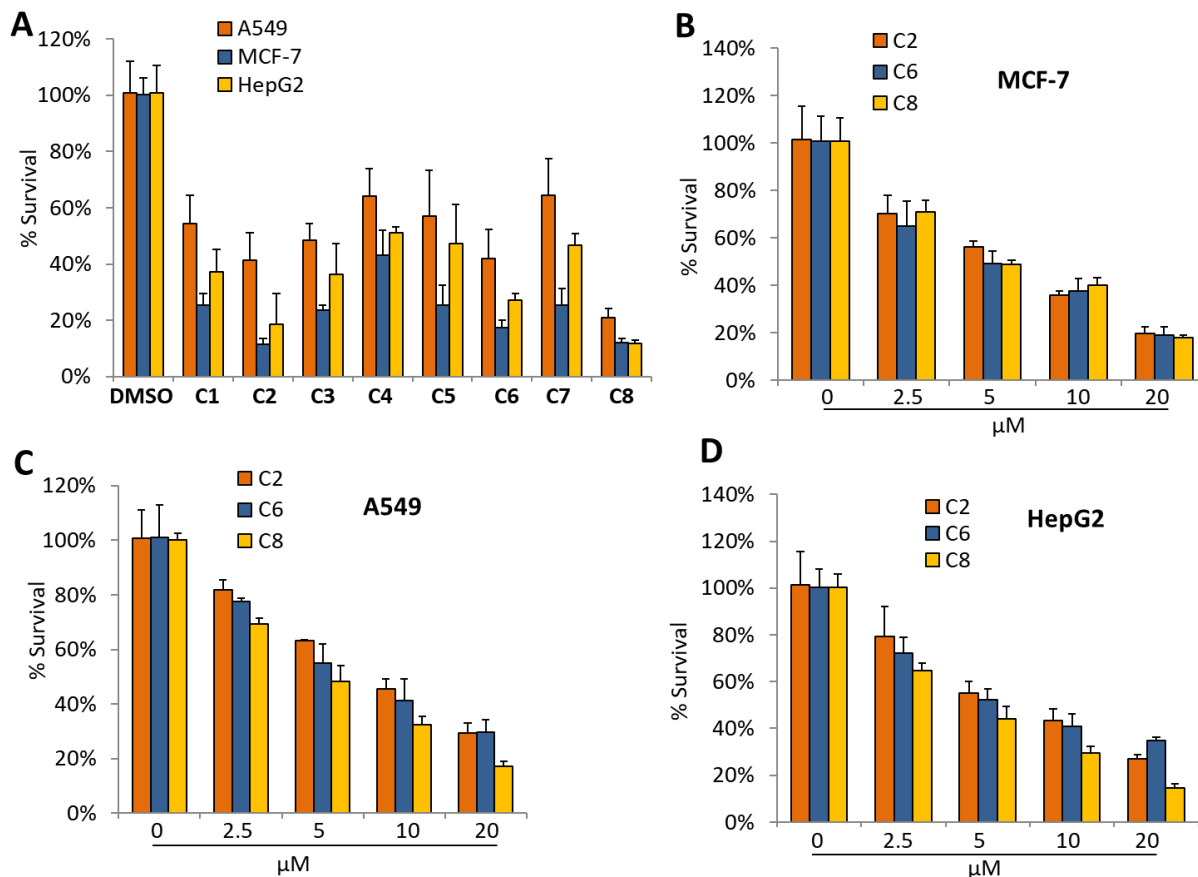 A
A549
MCF-7
HepG2
120%
100%
80%
60%
40%
20%
0%
% Survival
DMSO C1 C2 C3 C4 C5 C6 C7 C8
B
C2
C6
C8
MCF-7
140%
120%
100%
80%
60%
40%
20%
0%
% Survival
0 2.5 5 10 20
µM
C
C2
C6
C8
A549
120%
100%
80%
60%
40%
20%
0%
% Survival
0 2.5 5 10 20
µM
D
C2
C6
C8
HepG2
140%
120%
100%
80%
60%
40%
20%
0%
% Survival
0 2.5 5 10 20
µM